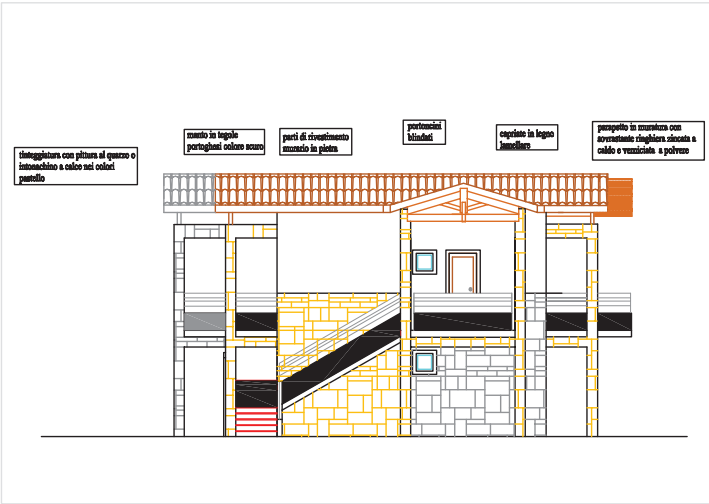 tinteggiatura con pittura al quarzo o
intonachino a calce nei colori
pastello
manto in tegole
portoghesi colore scuro
parti di rivestimento
murario in pietra
portoncini
blindati
capriate in legno
lamellare
parapetto in muratura con
sovrastante ringhiera zincata a
caldo e verniciata a polvere